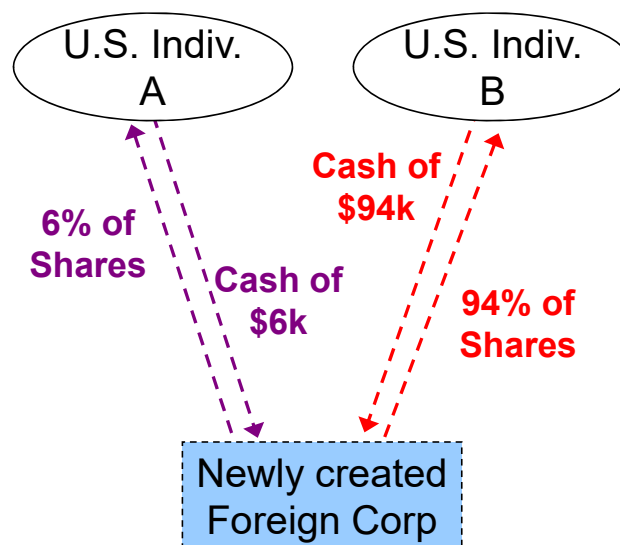 U.S. Indiv.
A
U.S. Indiv.
B
6% of
Shares
Cash of
$6k
Cash of
$94k
94% of
Shares
Newly created
Foreign Corp